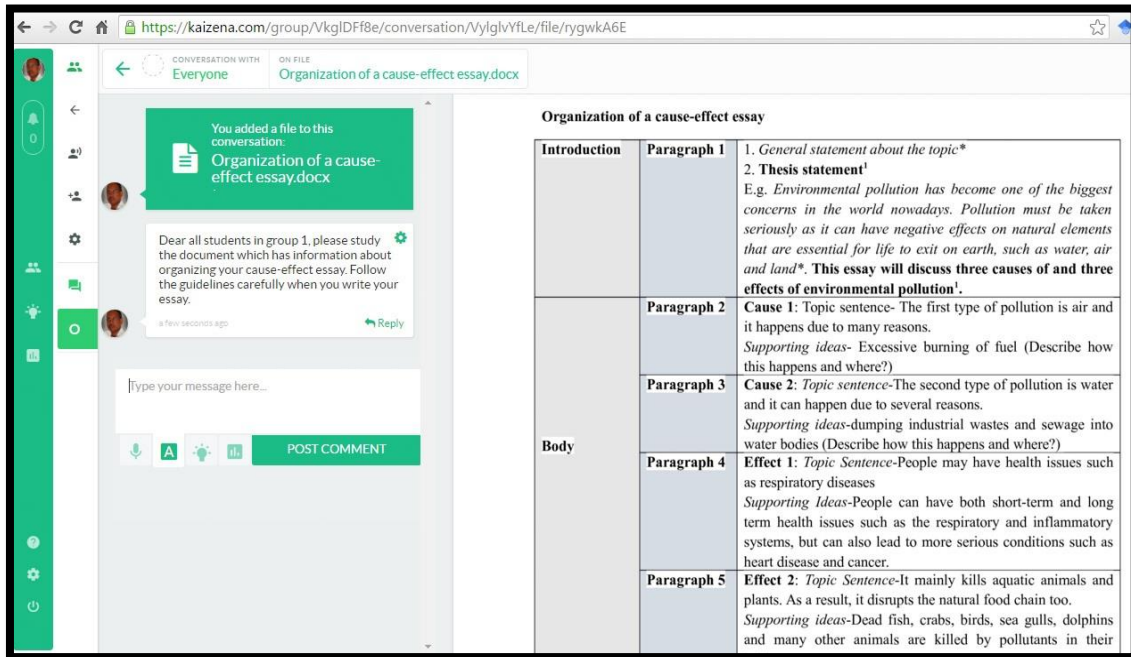 https://kaizena.com/group/VkglDFf8e/conversation/VylglvYfLe/file/rygwkA6E
0
CONVERSATION WITH
Everyone
ON FILE
Organization of a cause-effect essay.docx
You added a file to this
conversation:
Organization of a cause-
effect essay.docx
Dear all students in group 1, please study
the document which has information about
organizing your cause-effect essay. Follow
the guidelines carefully when you write your
essay.
a few seconds ago
Reply
Type your message here...
A
POST COMMENT
Organization of a cause-effect essay
Introduction
Paragraph 1
1. General statement about the topic*
2. Thesis statement¹
E.g. Environmental pollution has become one of the biggest
concerns in the world nowadays. Pollution must be taken
seriously as it can have negative effects on natural elements
that are essential for life to exit on earth, such as water, air
and land*. This essay will discuss three causes of and three
effects of environmental pollution¹.
Body
Paragraph 2
Cause 1: Topic sentence- The first type of pollution is air and
it happens due to many reasons.
Supporting ideas- Excessive burning of fuel (Describe how
this happens and where?)
Paragraph 3
Cause 2: Topic sentence-The second type of pollution is water
and it can happen due to several reasons.
Supporting ideas-dumping industrial wastes and sewage into
water bodies (Describe how this happens and where?)
Paragraph 4
Effect 1: Topic Sentence-People may have health issues such
as respiratory diseases
Supporting Ideas-People can have both short-term and long
term health issues such as the respiratory and inflammatory
systems, but can also lead to more serious conditions such as
heart disease and cancer.
Paragraph 5
Effect 2: Topic Sentence-It mainly kills aquatic animals and
plants. As a result, it disrupts the natural food chain too.
Supporting ideas-Dead fish, crabs, birds, sea gulls, dolphins
and many other animals are killed by pollutants in their